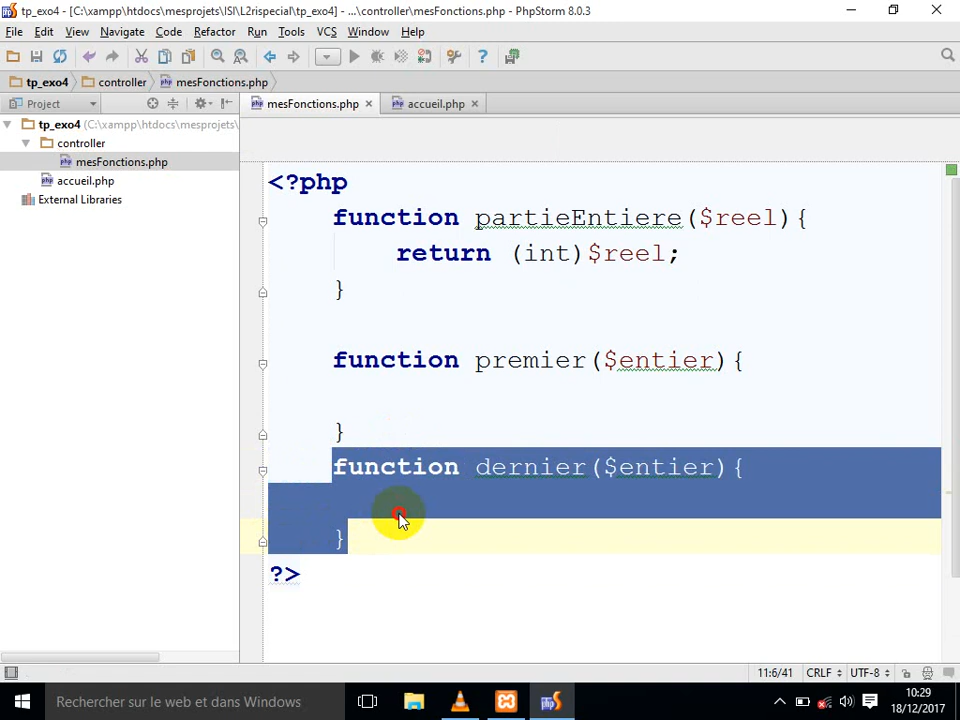 tp_exo4 - [C:\xampp\htdocs\mesprojets\ISI\L2rispecial\tp_exo4] - ...\controller\mesFonctions.php - PhpStorm 8.0.3
File Edit View Navigate Code Refactor Run Tools VCS Window Help
tp_exo4 controller mesFonctions.php
Project mesFonctions.php accueil.php
tp_exo4 (C:\xampp\htdocs\mesprojets\
controller
mesFonctions.php
accueil.php
External Libraries
<?php
function partieEntiere($reel){
return (int)$reel;
}
function premier($entier){
}
function dernier($entier){
}
?>
11:6/41 CRLF UTF-8
Rechercher sur le web et dans Windows
10:29
18/12/2017